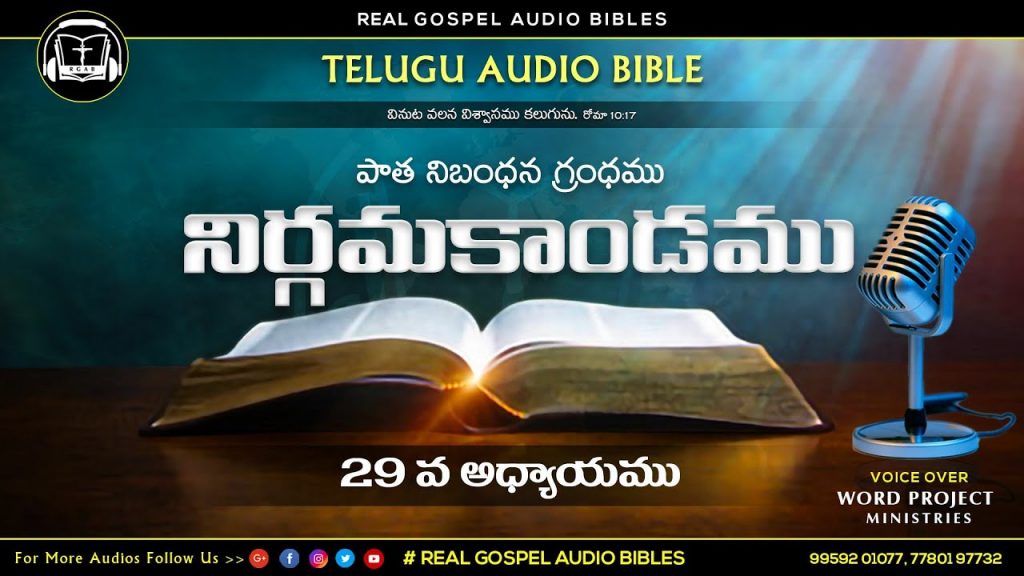 REAL GOSPEL AUDIO BIBLES
RGAB
TELUGU AUDIO BIBLE
వినుట వలన విశ్వాసము కలుగును. రోమా 10:17
పాత నిబంధన గ్రంధము
నిర్గమకాండము
29 వ అధ్యాయము
VOICE OVER
WORD PROJECT
MINISTRIES
For More Audios Follow Us >> G+ # REAL GOSPEL AUDIO BIBLES 99592 01077, 77801 97732